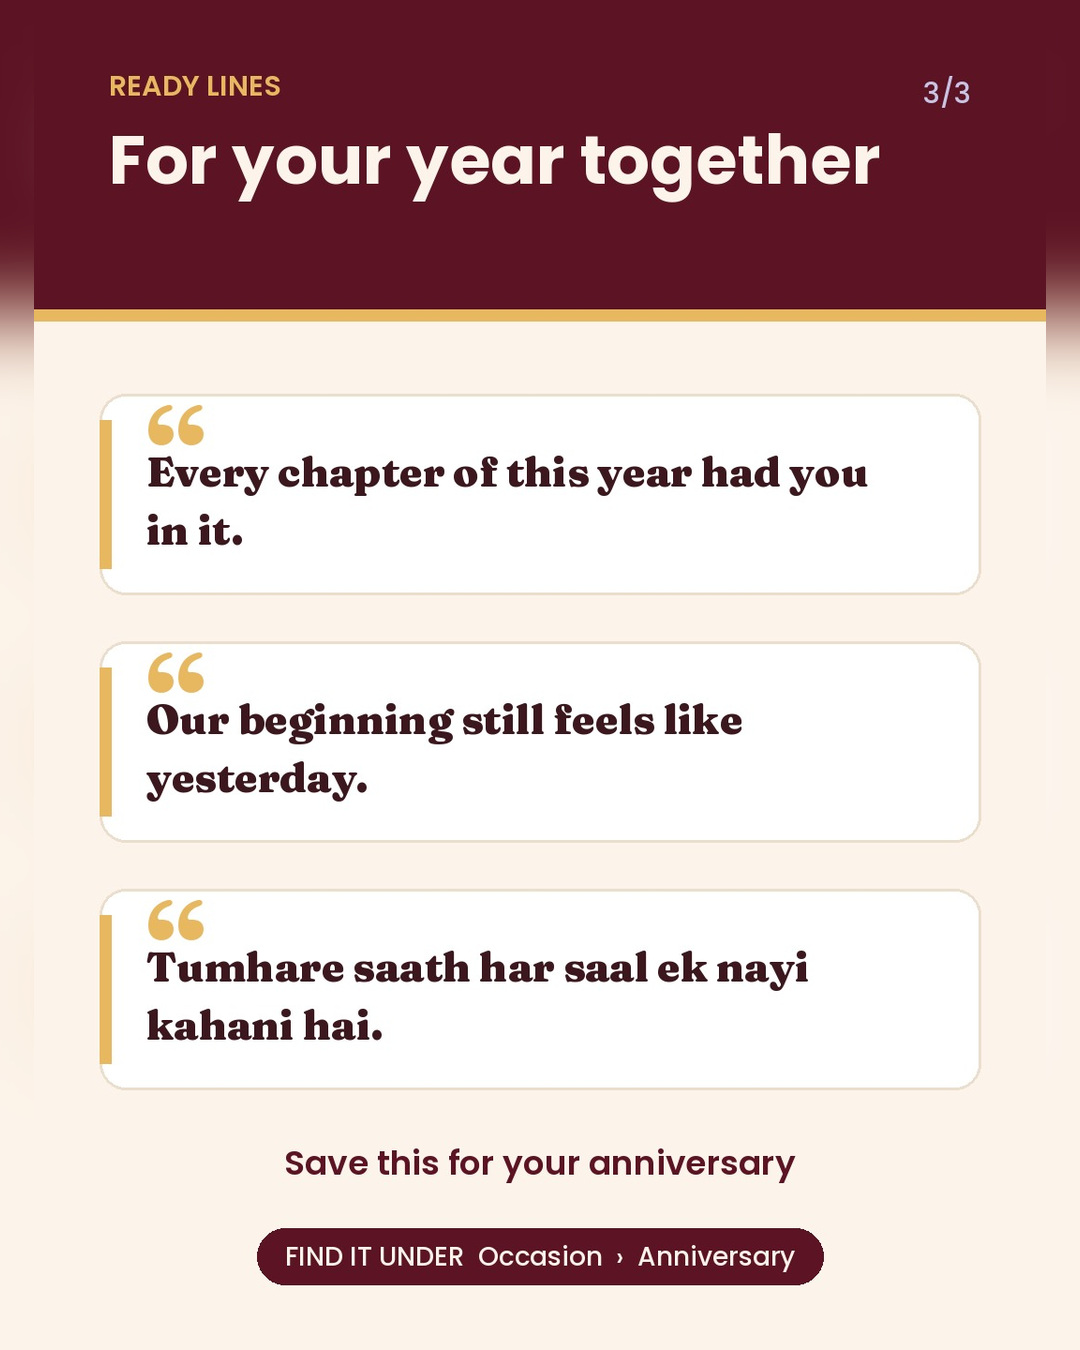 READY LINES
3/3
For your year together
“
Every chapter of this year had you
in it.
“
Our beginning still feels like
yesterday.
“
Tumhare saath har saal ek nayi
kahani hai.
Save this for your anniversary
FIND IT UNDER Occasion › Anniversary